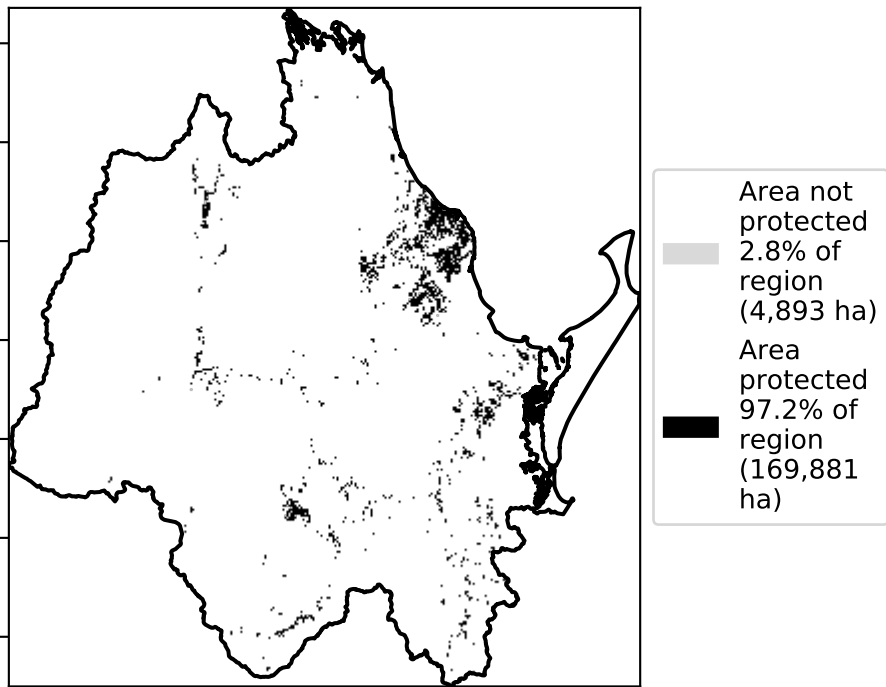 Area not
protected
2.8% of
region
(4,893 ha)
Area
protected
97.2% of
region
(169,881
ha)